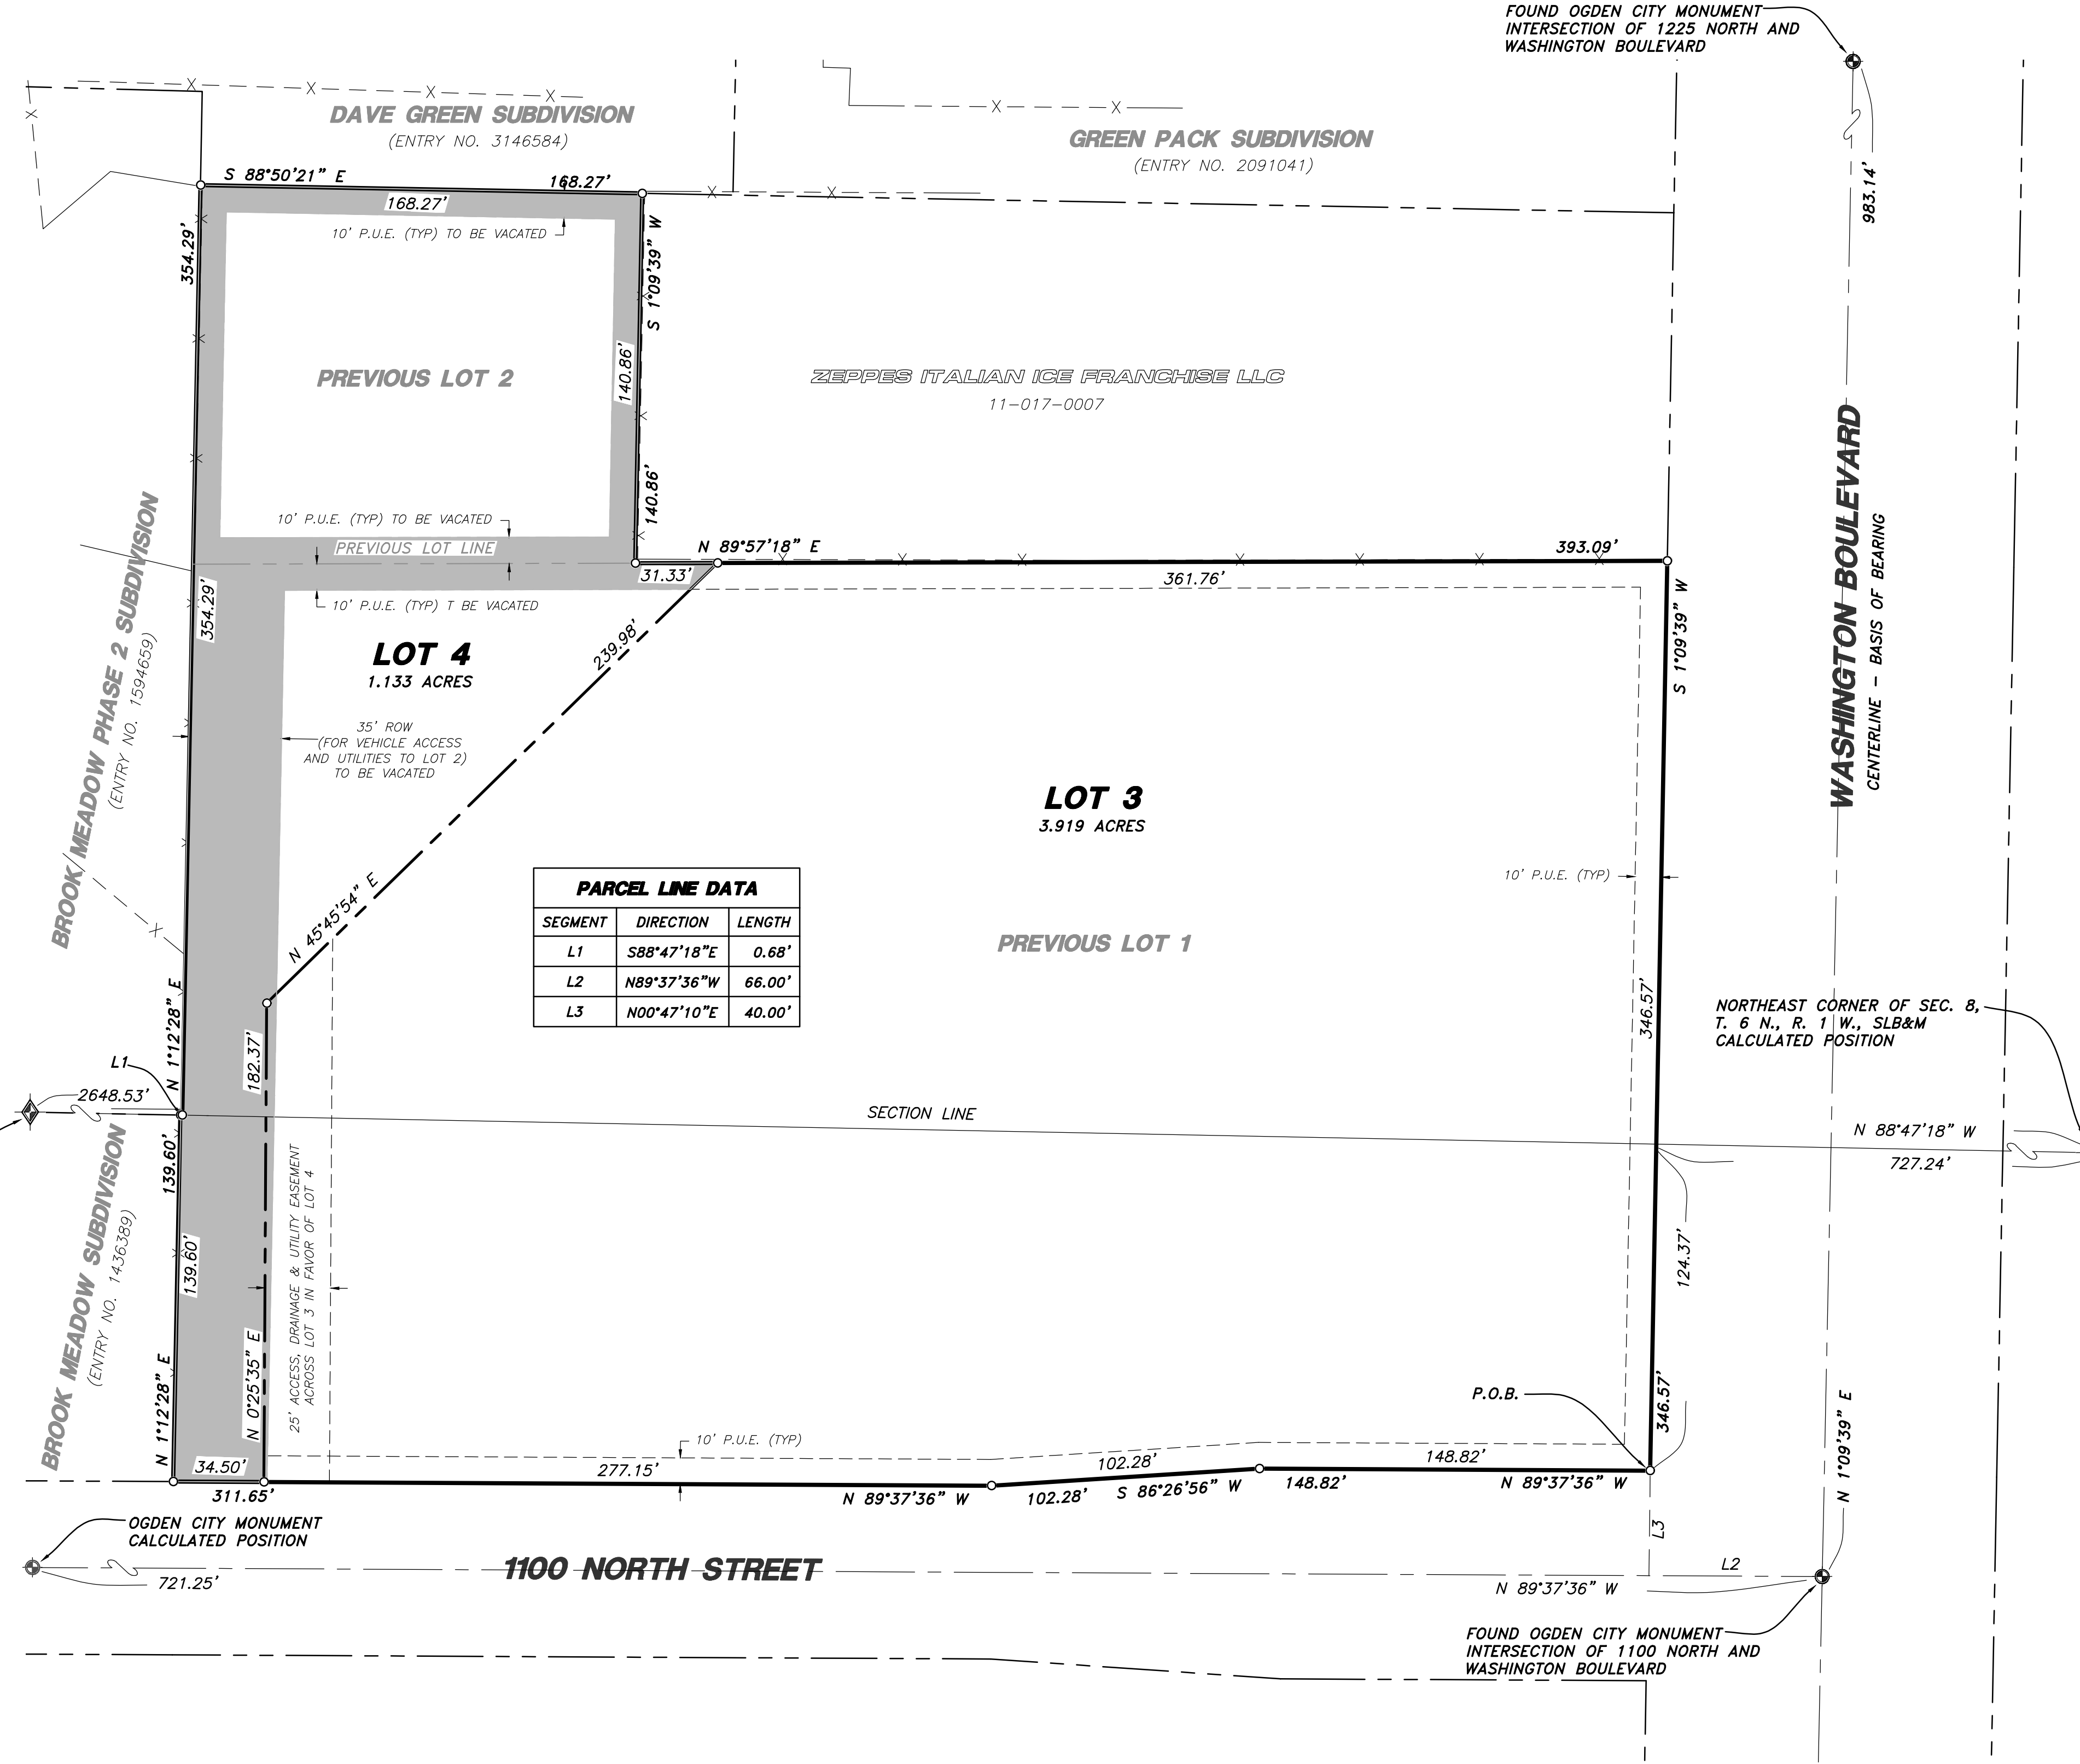 FOUND OGDEN CITY MONUMENT
INTERSECTION OF 1225 NORTH AND
WASHINGTON BOULEVARD
983.14'
DAVE GREEN SUBDIVISION
(ENTRY NO. 3146584)
GREEN PACK SUBDIVISION
(ENTRY NO. 2091041)
S 88°50'21" E
168.27'
168.27'
10' P.U.E. (TYP) TO BE VACATED
354.29'
S 1°09'39" W
140.86'
140.86'
PREVIOUS LOT 2
ZEPPES ITALIAN ICE FRANCHISE LLC
11-017-0007
WASHINGTON BOULEVARD
CENTERLINE - BASIS OF BEARING
10' P.U.E. (TYP) TO BE VACATED
PREVIOUS LOT LINE
N 89°57'18" E
393.09'
31.33'
361.76'
10' P.U.E. (TYP) T BE VACATED
354.29'
S 1°09'39" W
BROOK MEADOW PHASE 2 SUBDIVISION
(ENTRY NO. 1594659)
LOT 4
1.133 ACRES
239.98'
35' ROW
(FOR VEHICLE ACCESS
AND UTILITIES TO LOT 2)
TO BE VACATED
LOT 3
3.919 ACRES
10' P.U.E. (TYP)
PREVIOUS LOT 1
N 45°45'54" E
PARCEL LINE DATA
SEGMENT DIRECTION LENGTH
L1 S88°47'18"E 0.68'
L2 N89°37'36"W 66.00'
L3 N00°47'10"E 40.00'
346.57'
NORTHEAST CORNER OF SEC. 8,
T. 6 N., R. 1 W., SLB&M
CALCULATED POSITION
N 1°12'28" E
182.37'
L1
2648.53'
SECTION LINE
N 88°47'18" W
727.24'
139.60'
139.60'
BROOK MEADOW SUBDIVISION
(ENTRY NO. 1436389)
25' ACCESS, DRAINAGE & UTILITY EASEMENT
ACROSS LOT 3 IN FAVOR OF LOT 4
124.37'
N 1°12'28" E
N 0°25'35" E
P.O.B.
346.57'
N 1°09'39" E
10' P.U.E. (TYP)
34.50'
277.15'
102.28'
148.82'
311.65'
N 89°37'36" W
102.28'
S 86°26'56" W
148.82'
N 89°37'36" W
OGDEN CITY MONUMENT
CALCULATED POSITION
721.25'
1100 NORTH STREET
L3
L2
N 89°37'36" W
FOUND OGDEN CITY MONUMENT
INTERSECTION OF 1100 NORTH AND
WASHINGTON BOULEVARD